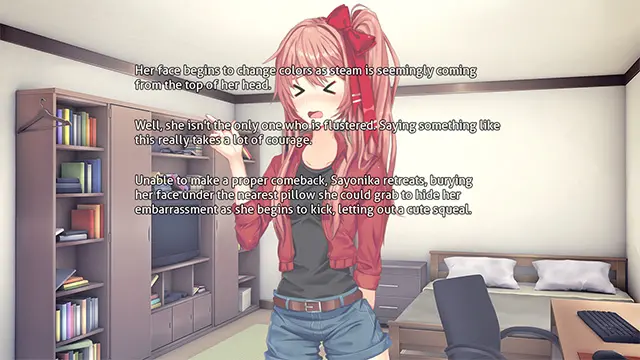 Her face begins to change colors as steam is seemingly coming
from the top of her head.
Well, she isn't the only one who is flustered. Saying something like
this really takes a lot of courage.
Unable to make a proper comeback, Sayonika retreats, burying
her face under the nearest pillow she could grab to hide her
embarrassment as she begins to kick, letting out a cute squeal.